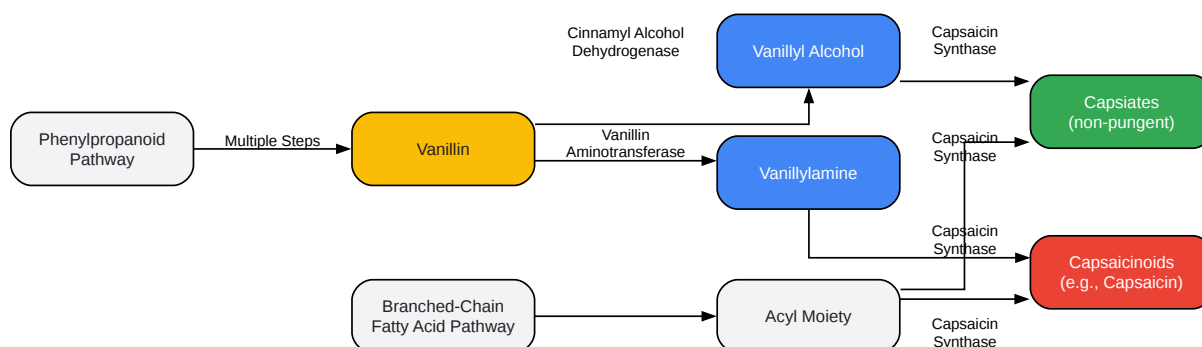 Cinnamyl Alcohol
Dehydrogenase
Vanillyl Alcohol
Capsaicin
Synthase
Capsiates
(non-pungent)
Phenylpropanoid
Pathway
Multiple Steps
Vanillin
Vanillin
Aminotransferase
Vanillylamine
Capsaicin
Synthase
Capsaicin
Synthase
Capsaicinoids
(e.g., Capsaicin)
Branched-Chain
Fatty Acid Pathway
Acyl Moiety
Capsaicin
Synthase